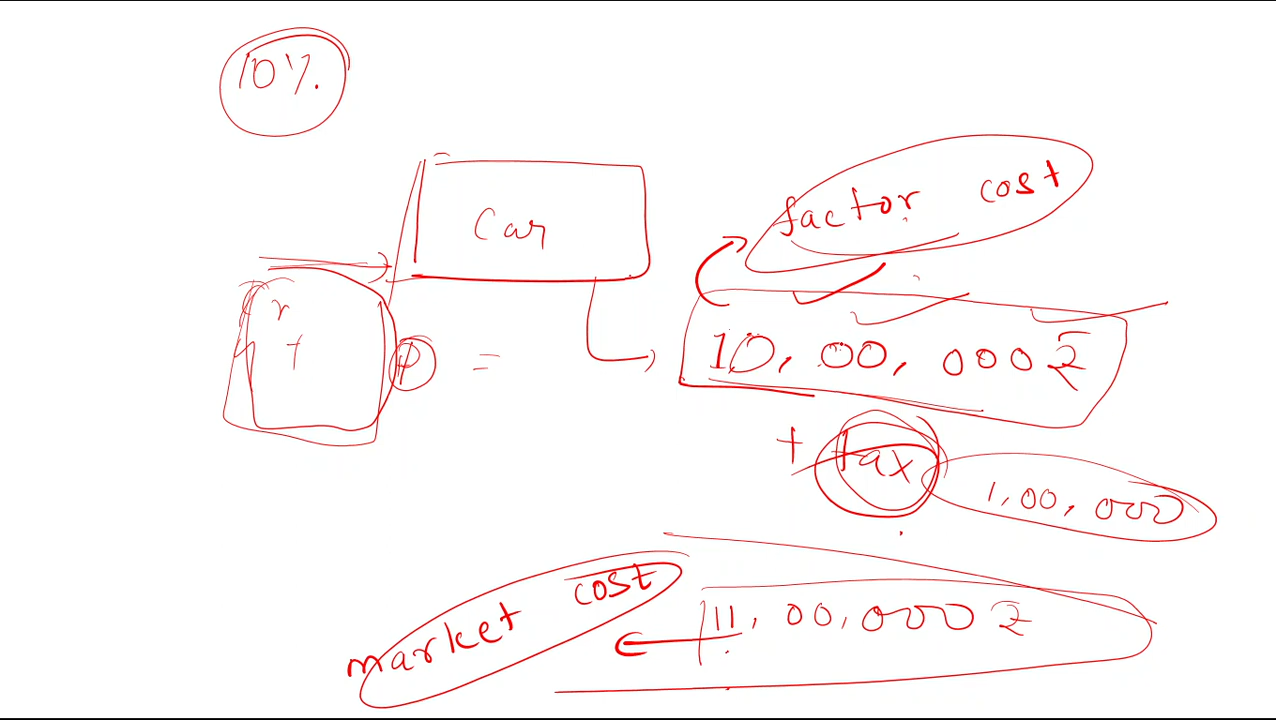 10%.
factor cost
Car
r
+
P = 10,00,000₹
+ tax 1,00,000
market cost 11,00,000₹